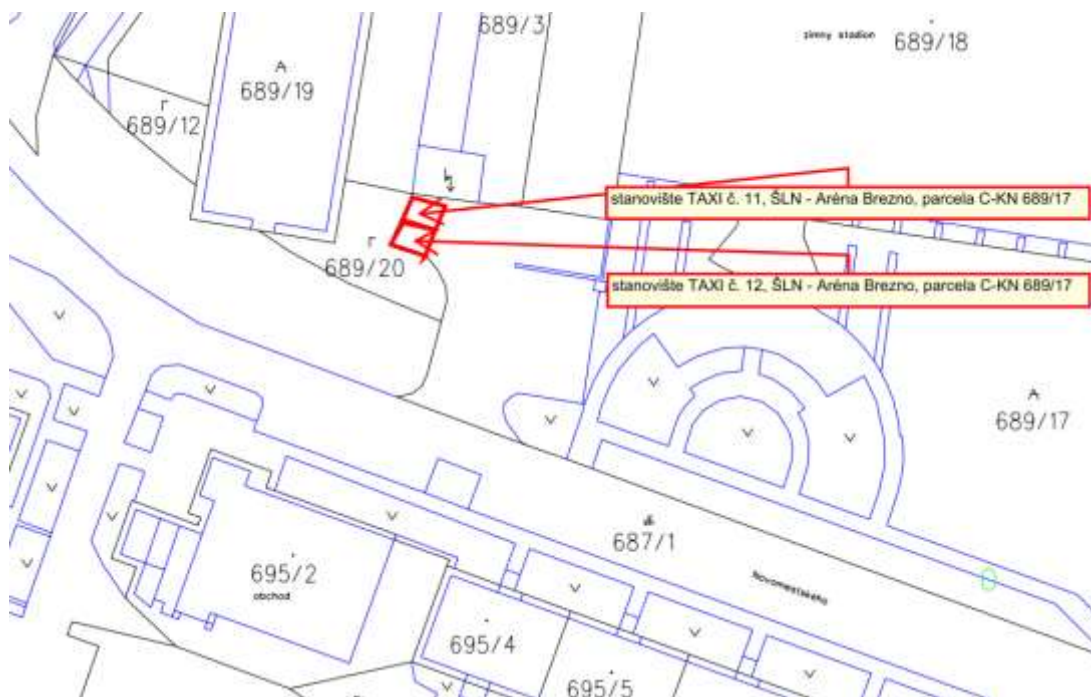 689/3
zimny stadion 689/18
689/19
689/12
stanovište TAXI č. 11, ŠLN - Aréna Brezno, parcela C-KN 689/17
689/20
stanovište TAXI č. 12, ŠLN - Aréna Brezno, parcela C-KN 689/17
689/17
687/1
695/2
obchod
Novomeského
695/4
695/5